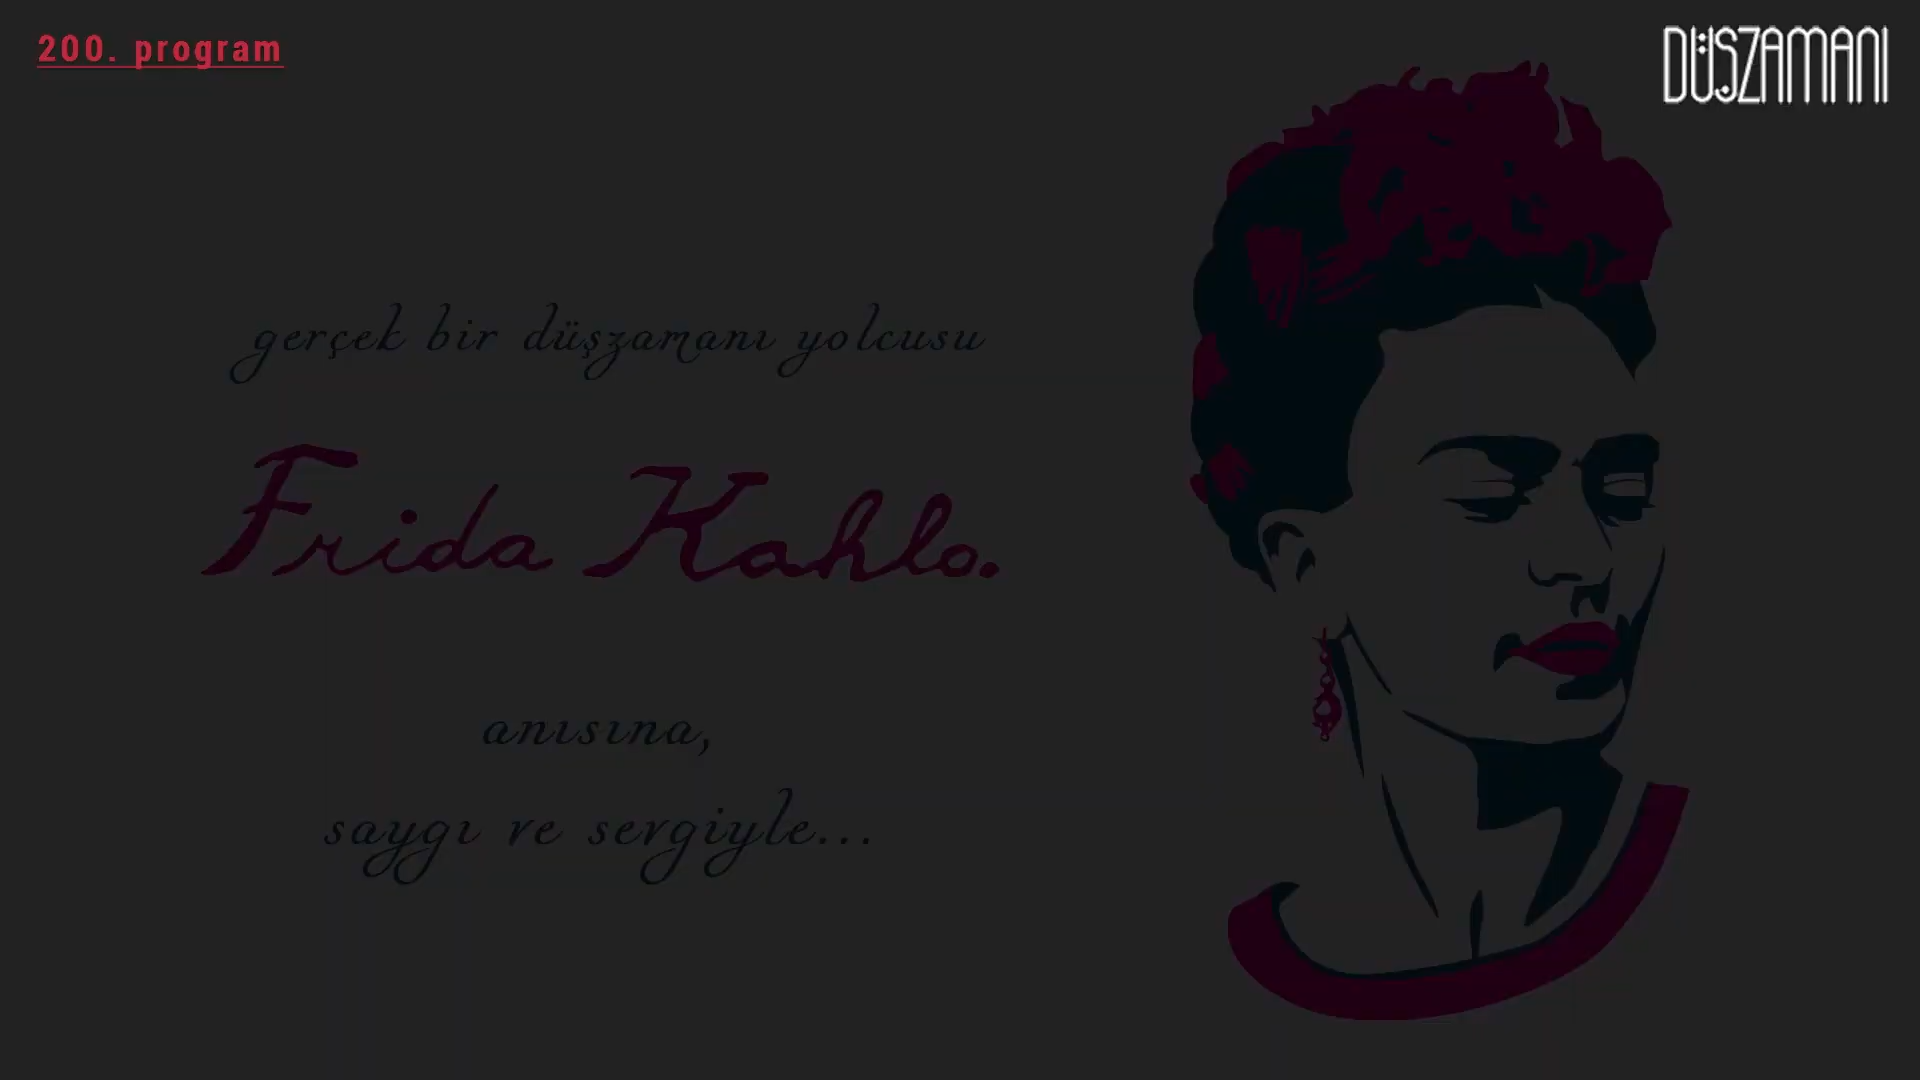 200. program
DÜŞZAMANI
gerçek bir düşzamanı yolcusu
Frida Kahlo.
anısına,
saygı ve sergiyle...